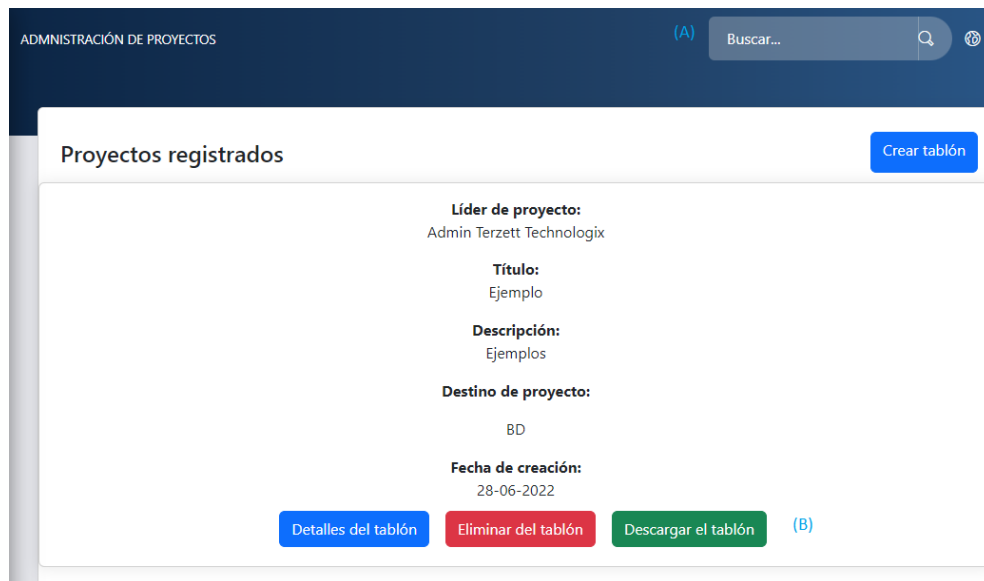 ADMNISTRACIÓN DE PROYECTOS
(A)
Buscar...
Proyectos registrados
Crear tablón
Líder de proyecto:
Admin Terzett Technologix
Título:
Ejemplo
Descripción:
Ejemplos
Destino de proyecto:
BD
Fecha de creación:
28-06-2022
Detalles del tablón
Eliminar del tablón
Descargar el tablón
(B)